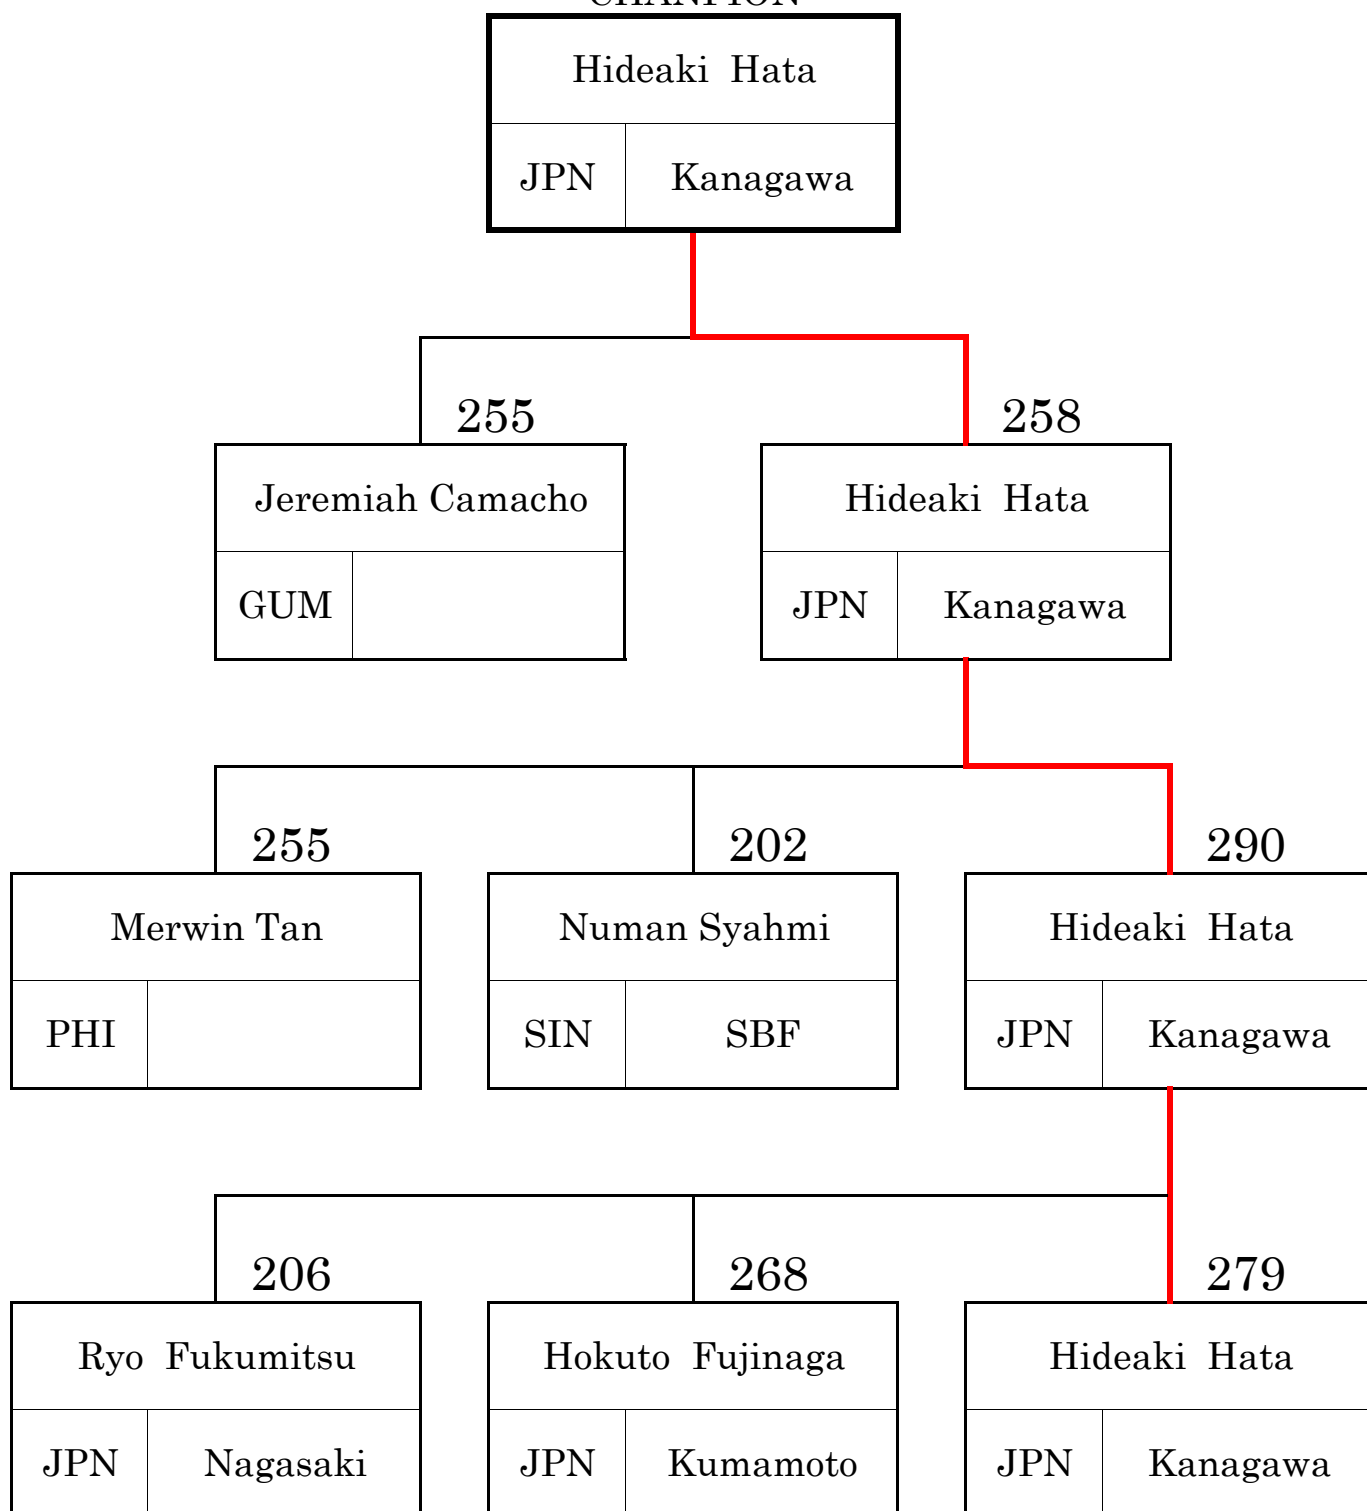 CHANPION
Hideaki Hata
JPN Kanagawa
255 258
Jeremiah Camacho Hideaki Hata
GUM JPN Kanagawa
255 202 290
Merwin Tan Numan Syahmi Hideaki Hata
PHI SIN SBF JPN Kanagawa
206 268 279
Ryo Fukumitsu Hokuto Fujinaga Hideaki Hata
JPN Nagasaki JPN Kumamoto JPN Kanagawa